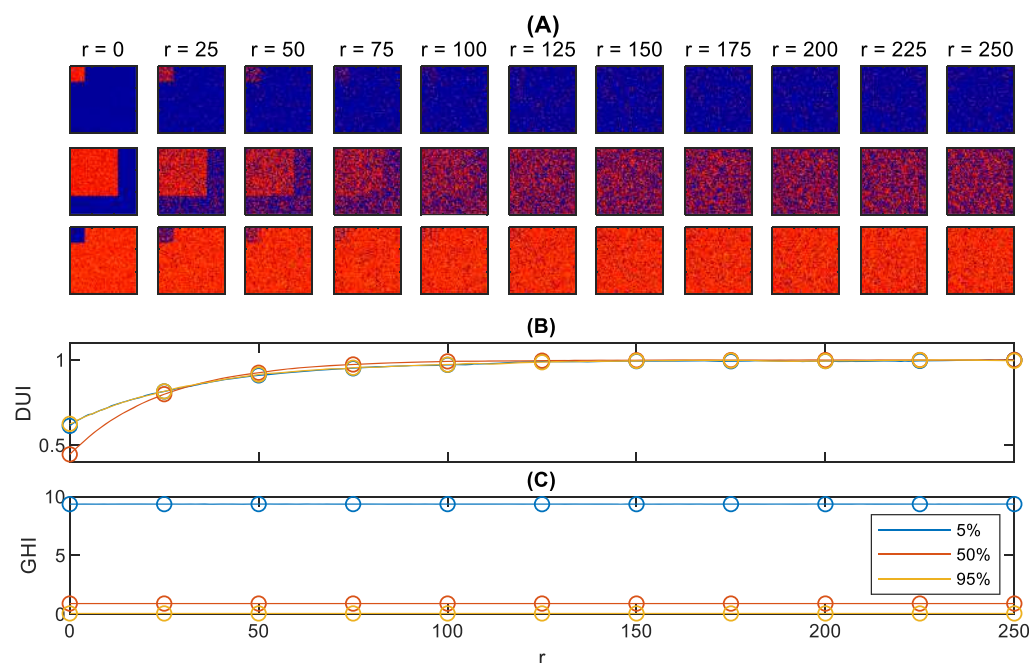 (A)
r = 0 r = 25 r = 50 r = 75 r = 100 r = 125 r = 150 r = 175 r = 200 r = 225 r = 250
(B)
1
DUI
0.5
(C)
10
5%
GHI
5
50%
95%
0
0 50 100 150 200 250
r